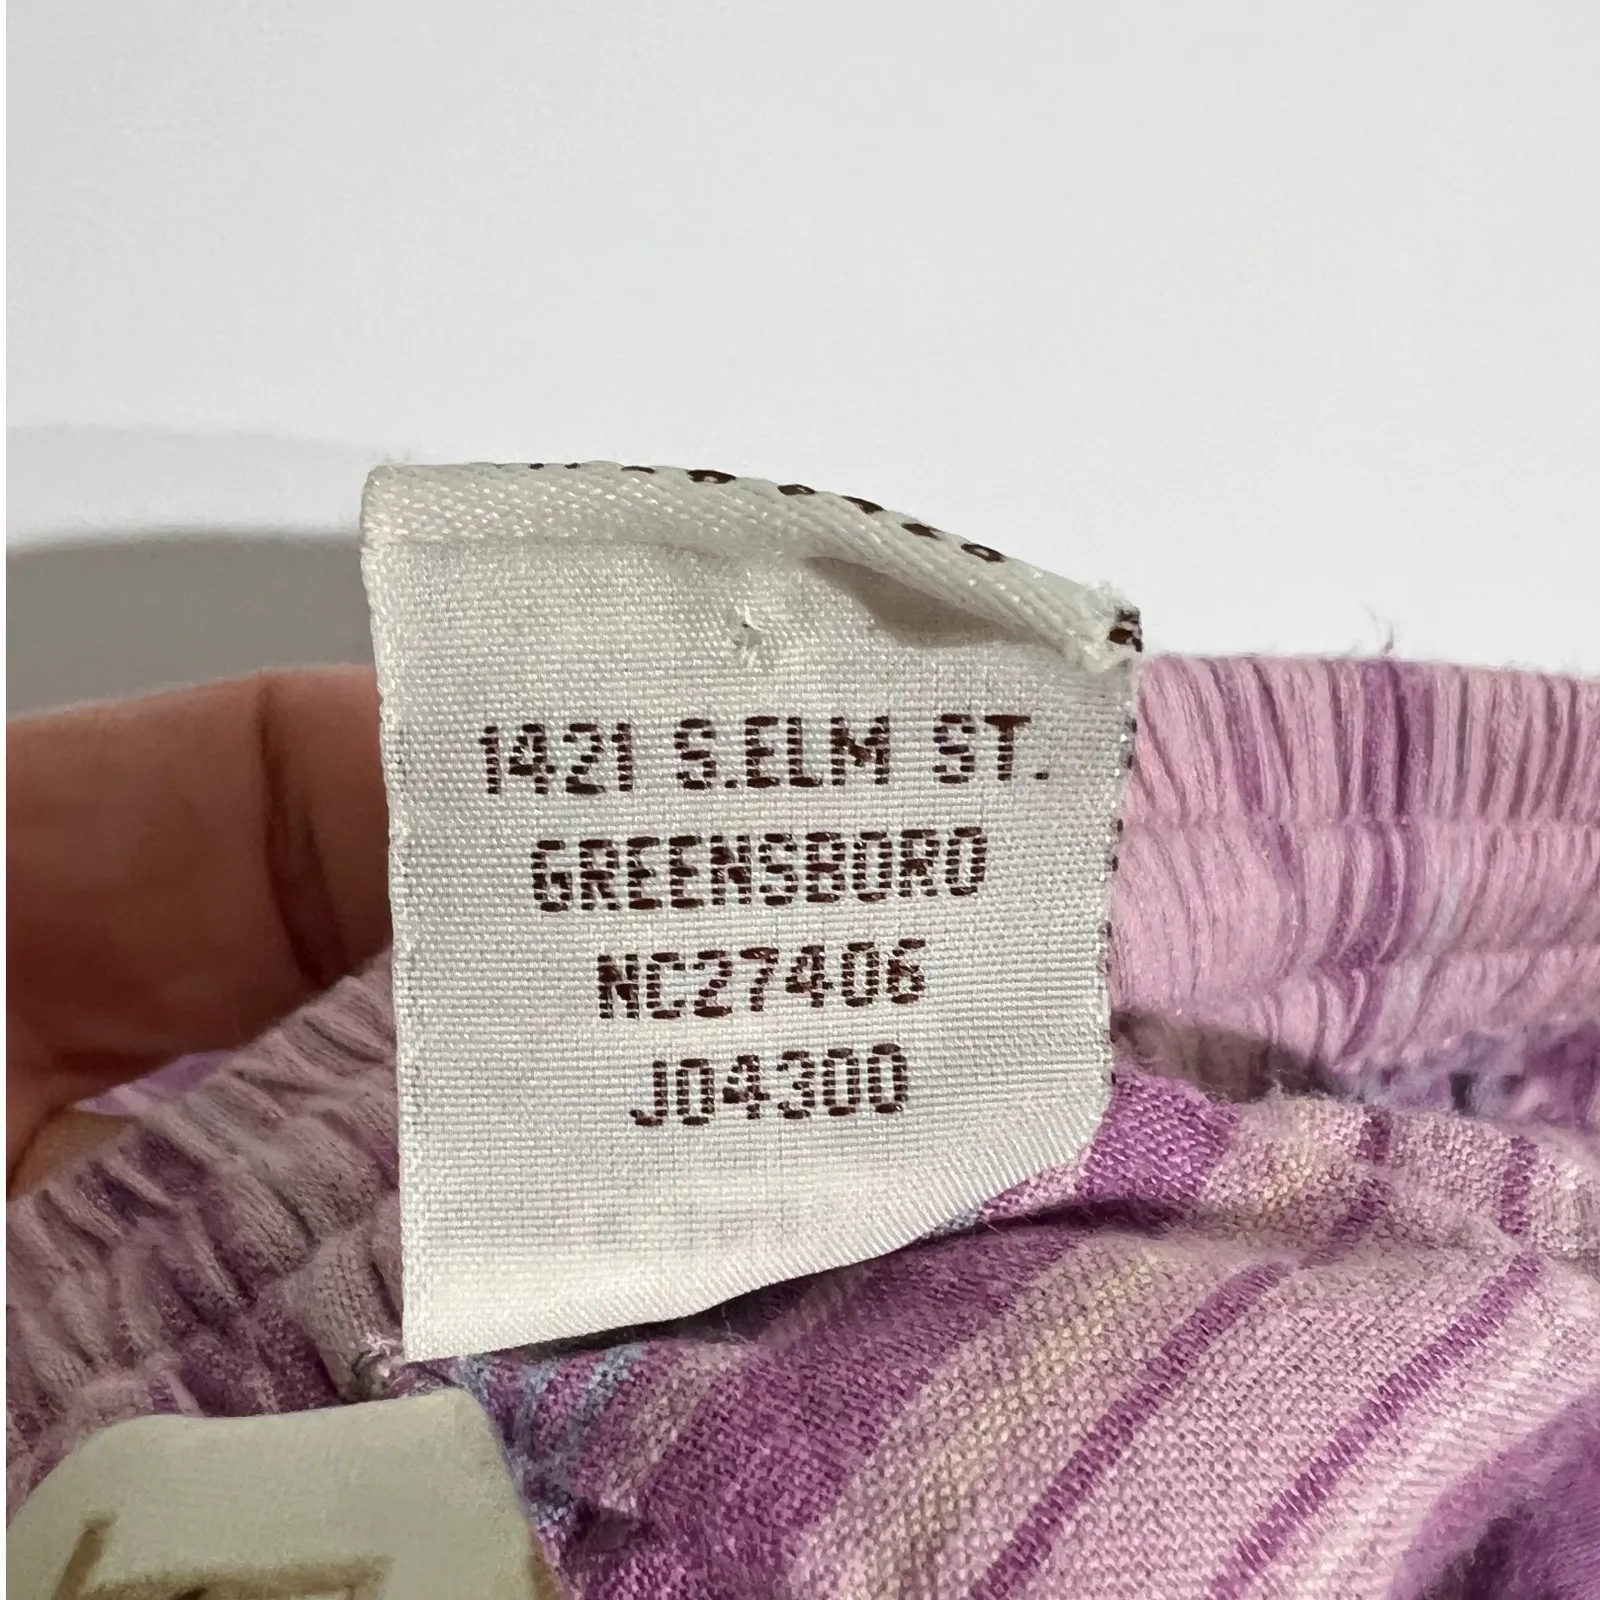 1421 S.ELM ST.
GREENSBORO
NC27406
J04300